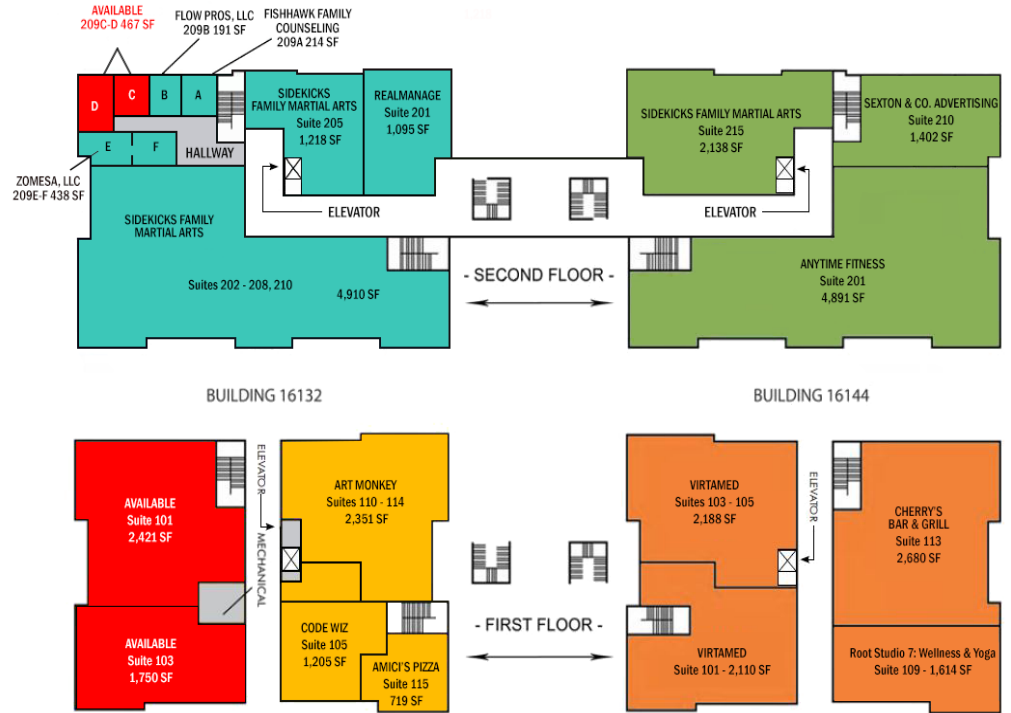 AVAILABLE
209C-D 467 SF
FLOW PROS, LLC
209B 191 SF
FISHHAWK FAMILY
COUNSELING
209A 214 SF
D
C
B
A
E
F
HALLWAY
ZOMESA, LLC
209E-F 438 SF
SIDEKICKS
FAMILY MARTIAL ARTS
Suite 205
1,218 SF
REALMANAGE
Suite 201
1,095 SF
ELEVATOR
SIDEKICKS FAMILY
MARTIAL ARTS
Suites 202 - 208, 210
4,910 SF
SIDEKICKS FAMILY MARTIAL ARTS
Suite 215
2,138 SF
SEXTON & CO. ADVERTISING
Suite 210
1,402 SF
ELEVATOR
ANYTIME FITNESS
Suite 201
4,891 SF
- SECOND FLOOR -
BUILDING 16132
BUILDING 16144
AVAILABLE
Suite 101
2,421 SF
ELEVATOR
MECHANICAL
ART MONKEY
Suites 110 - 114
2,351 SF
AVAILABLE
Suite 103
1,750 SF
CODE WIZ
Suite 105
1,205 SF
AMICI'S PIZZA
Suite 115
719 SF
- FIRST FLOOR -
VIRTAMED
Suites 103 - 105
2,188 SF
ELEVATOR
CHERRY'S
BAR & GRILL
Suite 113
2,680 SF
VIRTAMED
Suite 101 - 2,110 SF
Root Studio 7: Wellness & Yoga
Suite 109 - 1,614 SF